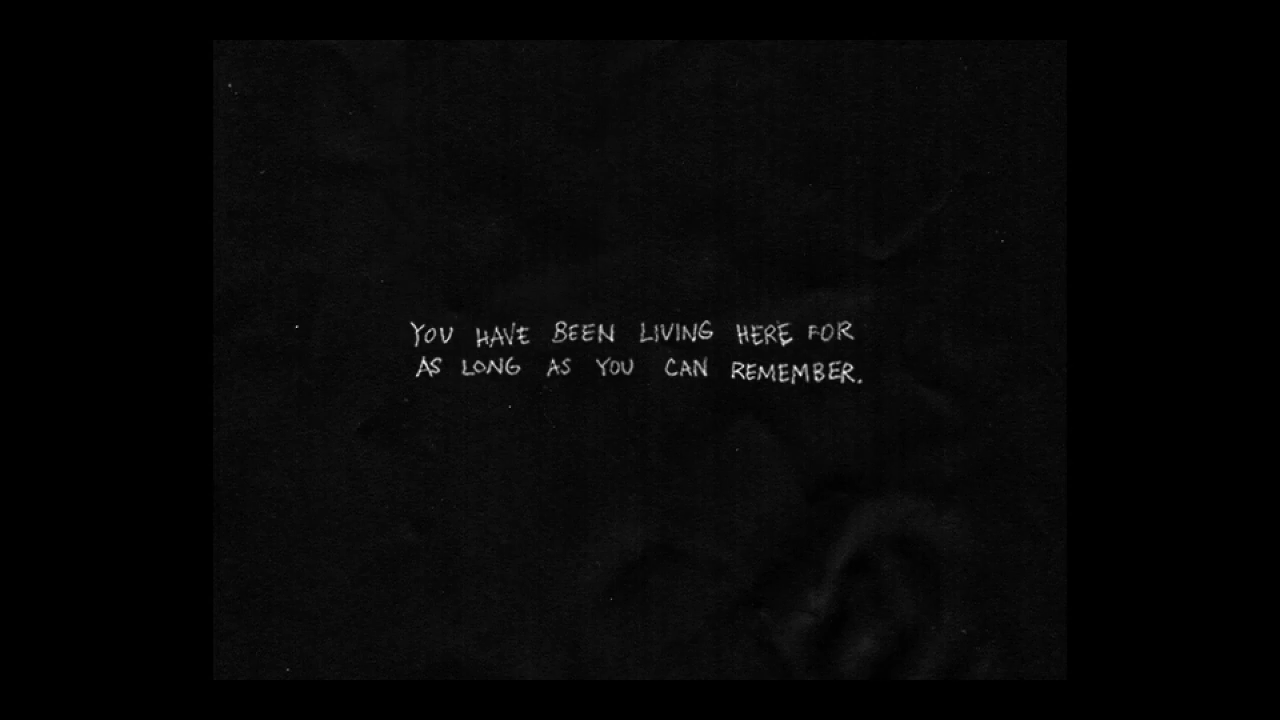 YOU HAVE BEEN LIVING HERE FOR
AS LONG AS YOU CAN REMEMBER.